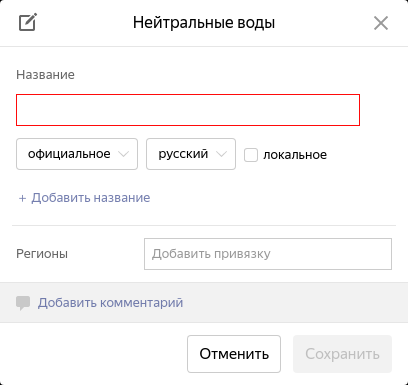 Нейтральные воды
Название
официальное русский локальное
+ Добавить название
Регионы Добавить привязку
Добавить комментарий
Отменить Сохранить